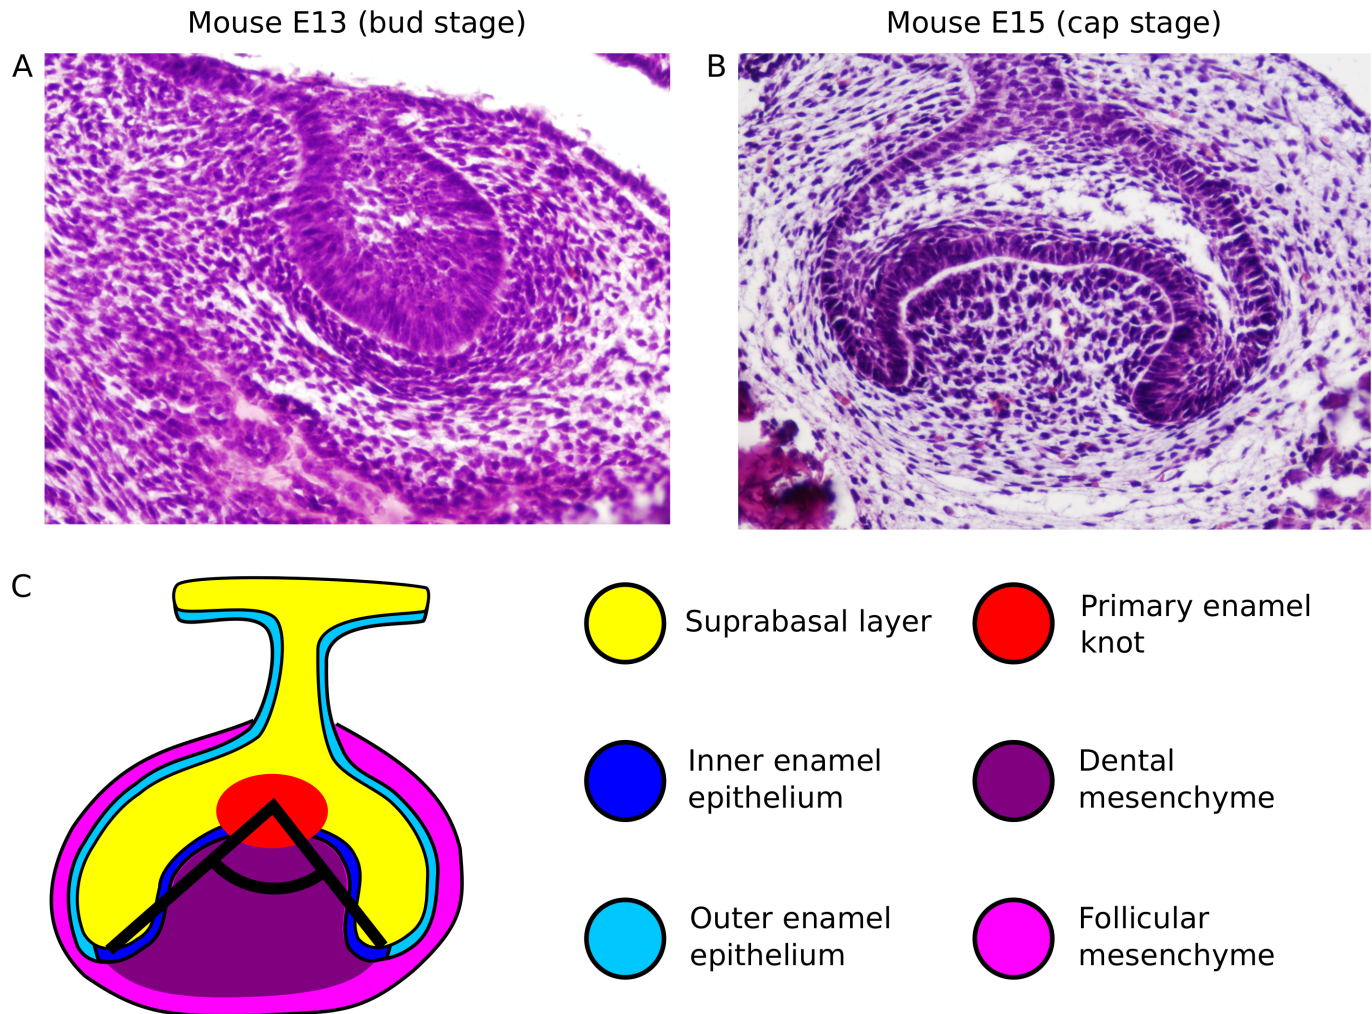 Mouse E13 (bud stage)
Mouse E15 (cap stage)
A
B
C
Suprabasal layer
Primary enamel
knot
Inner enamel
epithelium
Dental
mesenchyme
Outer enamel
epithelium
Follicular
mesenchyme